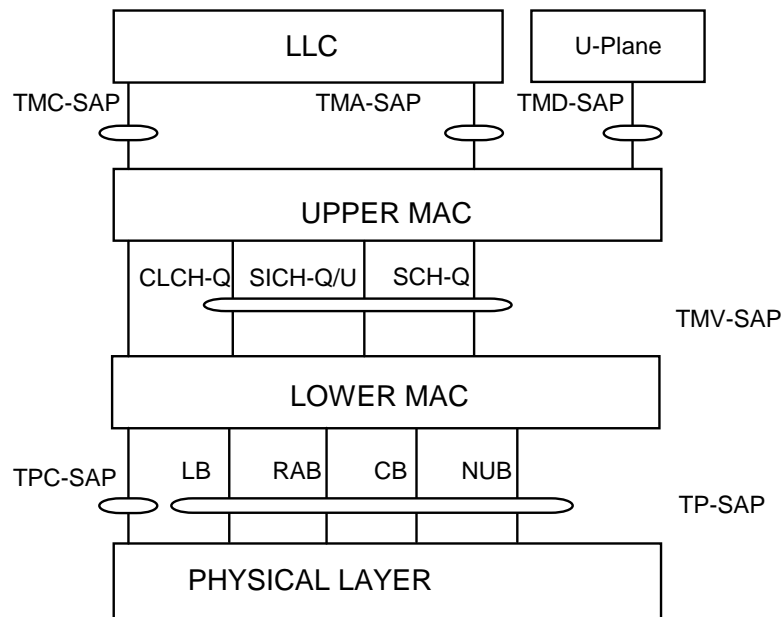 LLC
U-Plane
TMC-SAP
TMA-SAP
TMD-SAP
UPPER MAC
CLCH-Q
SICH-Q/U
SCH-Q
TMV-SAP
LOWER MAC
TPC-SAP
LB
RAB
CB
NUB
TP-SAP
PHYSICAL LAYER